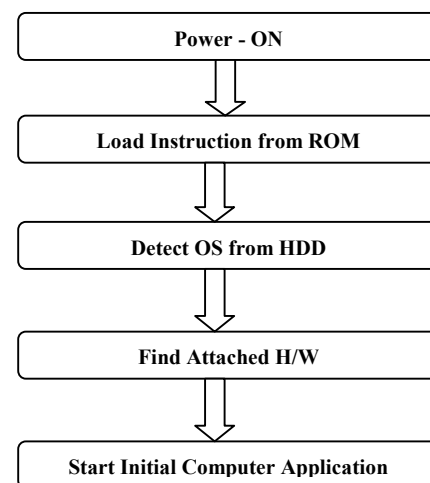 Power - ON
Load Instruction from ROM
Detect OS from HDD
Find Attached H/W
Start Initial Computer Application